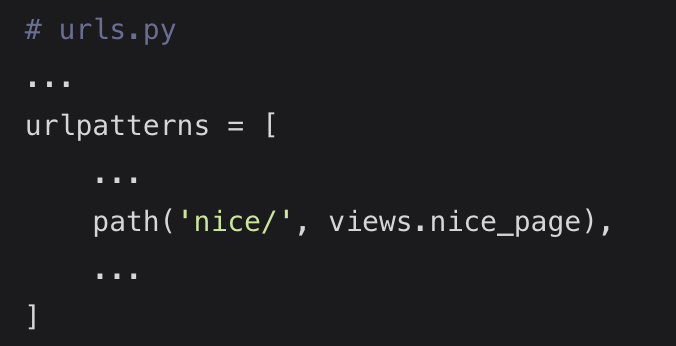 # urls.py
...
urlpatterns = [
    ...
    path('nice/', views.nice_page),
    ...
]